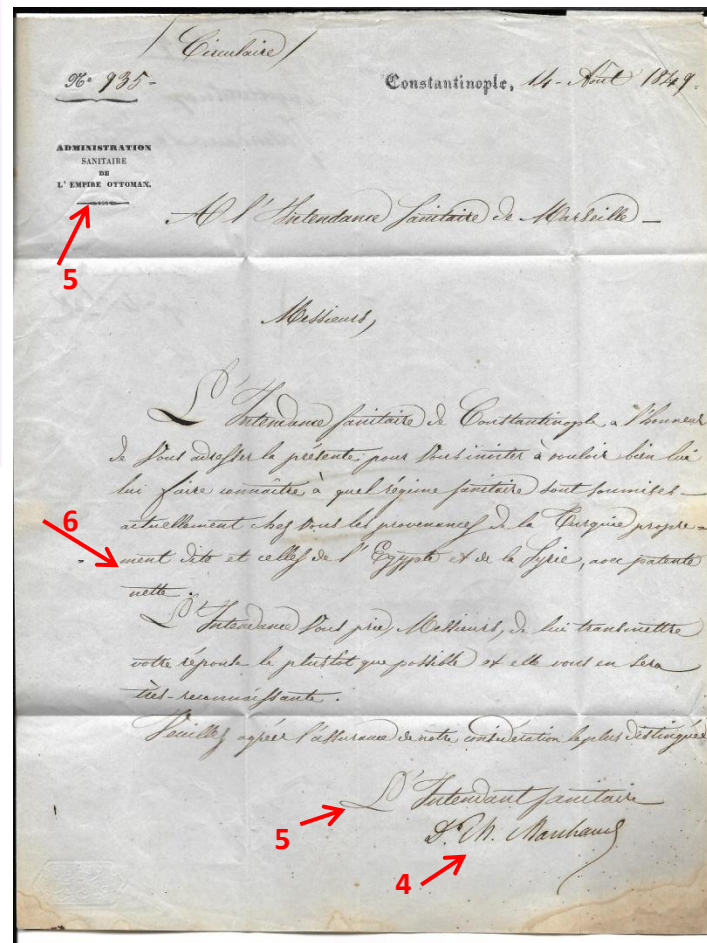 / Circulaire /
N° 935-
Constantinople, 14 - Août 1849.
ADMINISTRATION
SANITAIRE
DE
L'EMPIRE OTTOMAN.
5
A l'Intendance Sanitaire de Marseille -
Messieurs,
L'Intendance sanitaire de Constantinople a l'honneur
de Vous adresser la présente, pour Vous inviter à vouloir bien lui
lui faire connaître à quel régime sanitaire sont soumises -
actuellement chez Vous les provenances de la Turquie propre =
6
- ment dite et celles de l'Egypte et de la Syrie, avec patente
nette.
L'Intendance Vous prie, Messieurs, de lui transmettre
votre réponse le plustôt que possible et elle vous en sera
très-reconnaissante.
Veuillez agréer l'assurance de notre considération la plus distinguée
L'Intendant sanitaire
5
Dr. Ch. Marchand
4